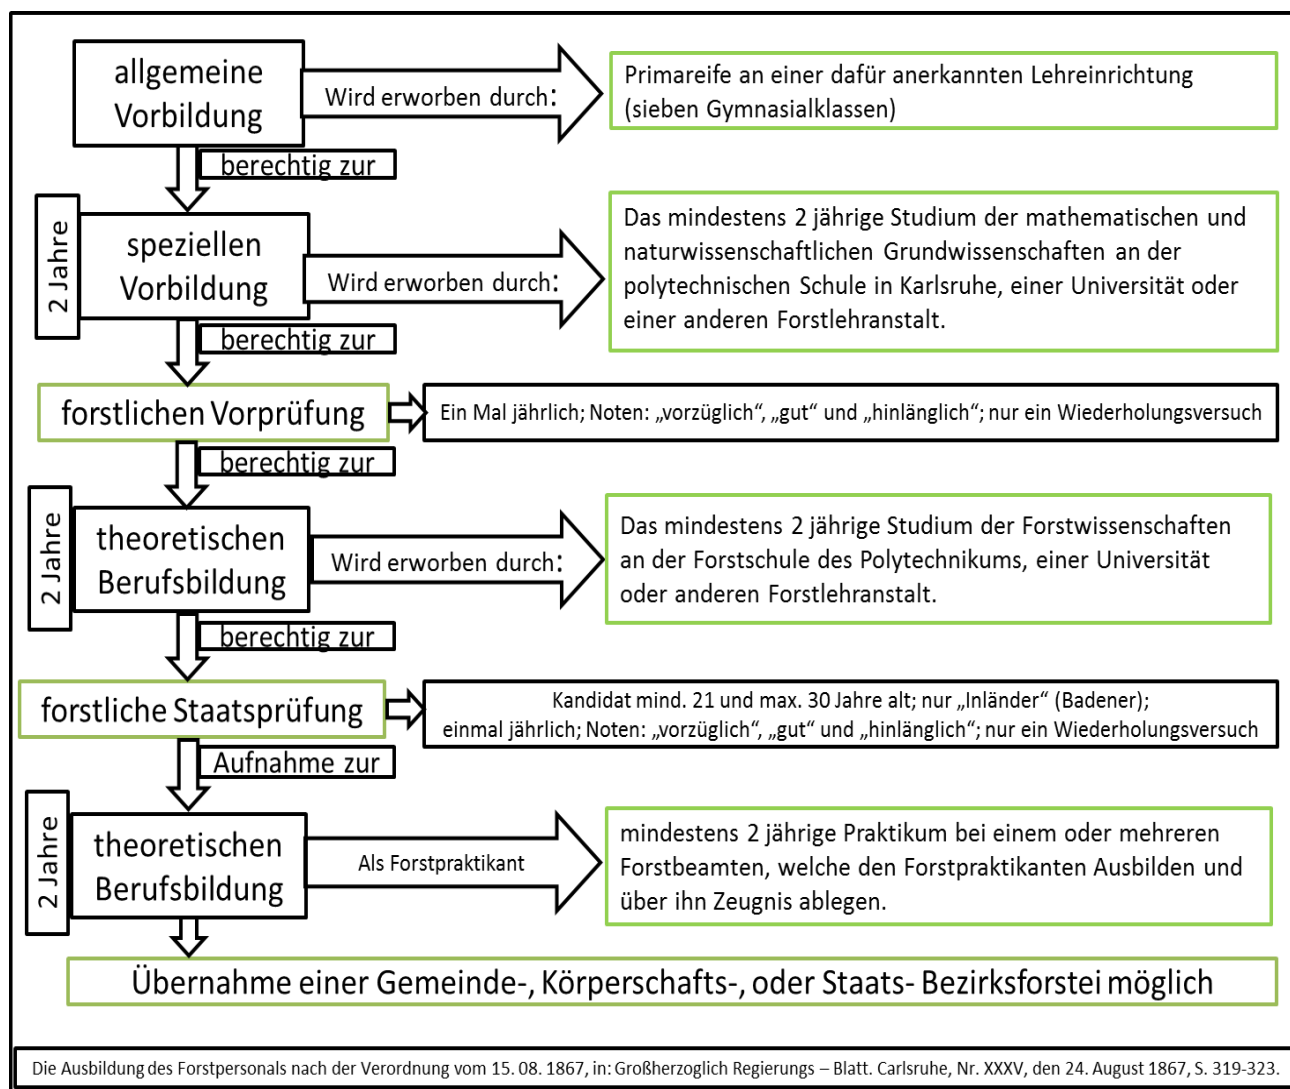 allgemeine
Vorbildung
Wird erworben durch:
Primareife an einer dafür anerkannten Lehreinrichtung
(sieben Gymnasialklassen)
berechtig zur
2 Jahre
speziellen
Vorbildung
Wird erworben durch:
Das mindestens 2 jährige Studium der mathematischen und
naturwissenschaftlichen Grundwissenschaften an der
polytechnischen Schule in Karlsruhe, einer Universität oder
einer anderen Forstlehranstalt.
berechtig zur
forstlichen Vorprüfung
Ein Mal jährlich; Noten: „vorzüglich“, „gut“ und „hinlänglich“; nur ein Wiederholungsversuch
berechtig zur
2 Jahre
theoretischen
Berufsbildung
Wird erworben durch:
Das mindestens 2 jährige Studium der Forstwissenschaften
an der Forstschule des Polytechnikums, einer Universität
oder anderen Forstlehranstalt.
berechtig zur
forstliche Staatsprüfung
Kandidat mind. 21 und max. 30 Jahre alt; nur „Inländer“ (Badener);
einmal jährlich; Noten: „vorzüglich“, „gut“ und „hinlänglich“; nur ein Wiederholungsversuch
Aufnahme zur
2 Jahre
theoretischen
Berufsbildung
Als Forstpraktikant
mindestens 2 jährige Praktikum bei einem oder mehreren
Forstbeamten, welche den Forstpraktikanten Ausbilden und
über ihn Zeugnis ablegen.
Übernahme einer Gemeinde-, Körperschafts-, oder Staats- Bezirksforstei möglich
Die Ausbildung des Forstpersonals nach der Verordnung vom 15. 08. 1867, in: Großherzoglich Regierungs – Blatt. Carlsruhe, Nr. XXXV, den 24. August 1867, S. 319-323.